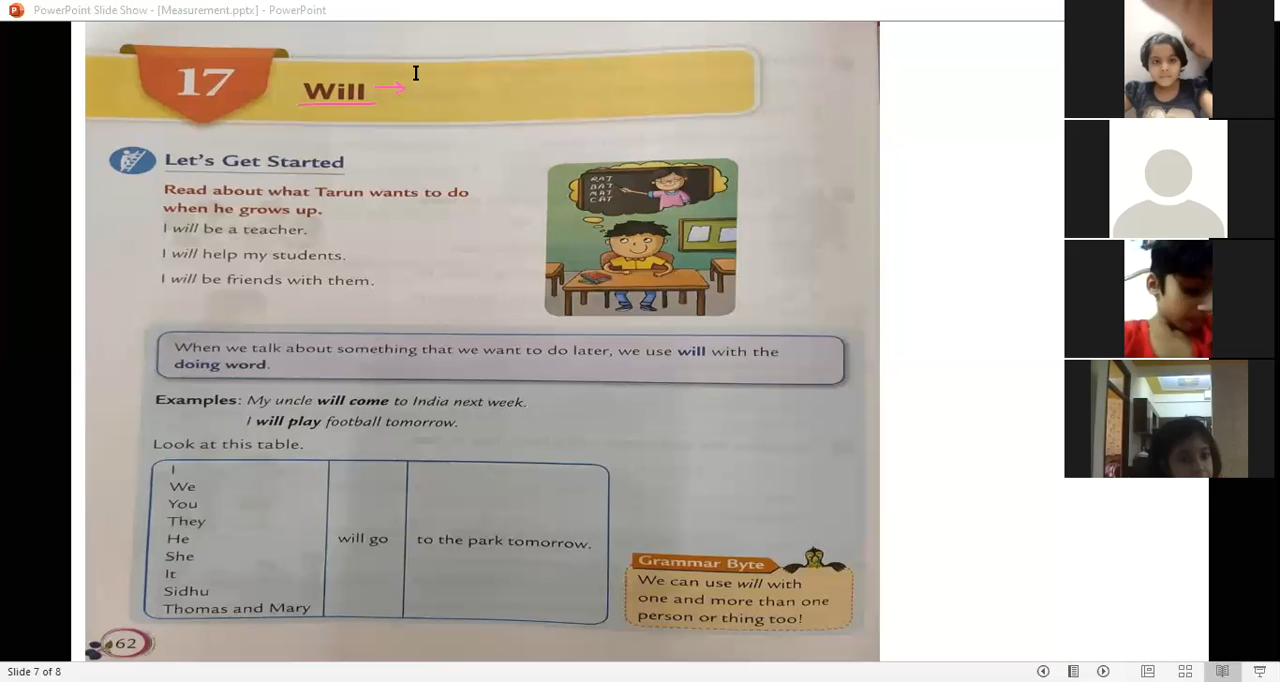 PowerPoint Slide Show - [Measurement.pptx] - PowerPoint
17
Will
Let's Get Started
Read about what Tarun wants to do
when he grows up.
I will be a teacher.
I will help my students.
I will be friends with them.
RAT
BAT
MAT
CAT
When we talk about something that we want to do later, we use will with the
doing word.
Examples: My uncle will come to India next week.
I will play football tomorrow.
Look at this table.
I
We
You
They
He
She
It
Sidhu
Thomas and Mary
will go
to the park tomorrow.
Grammar Byte
We can use will with
one and more than one
person or thing too!
62
Slide 7 of 8